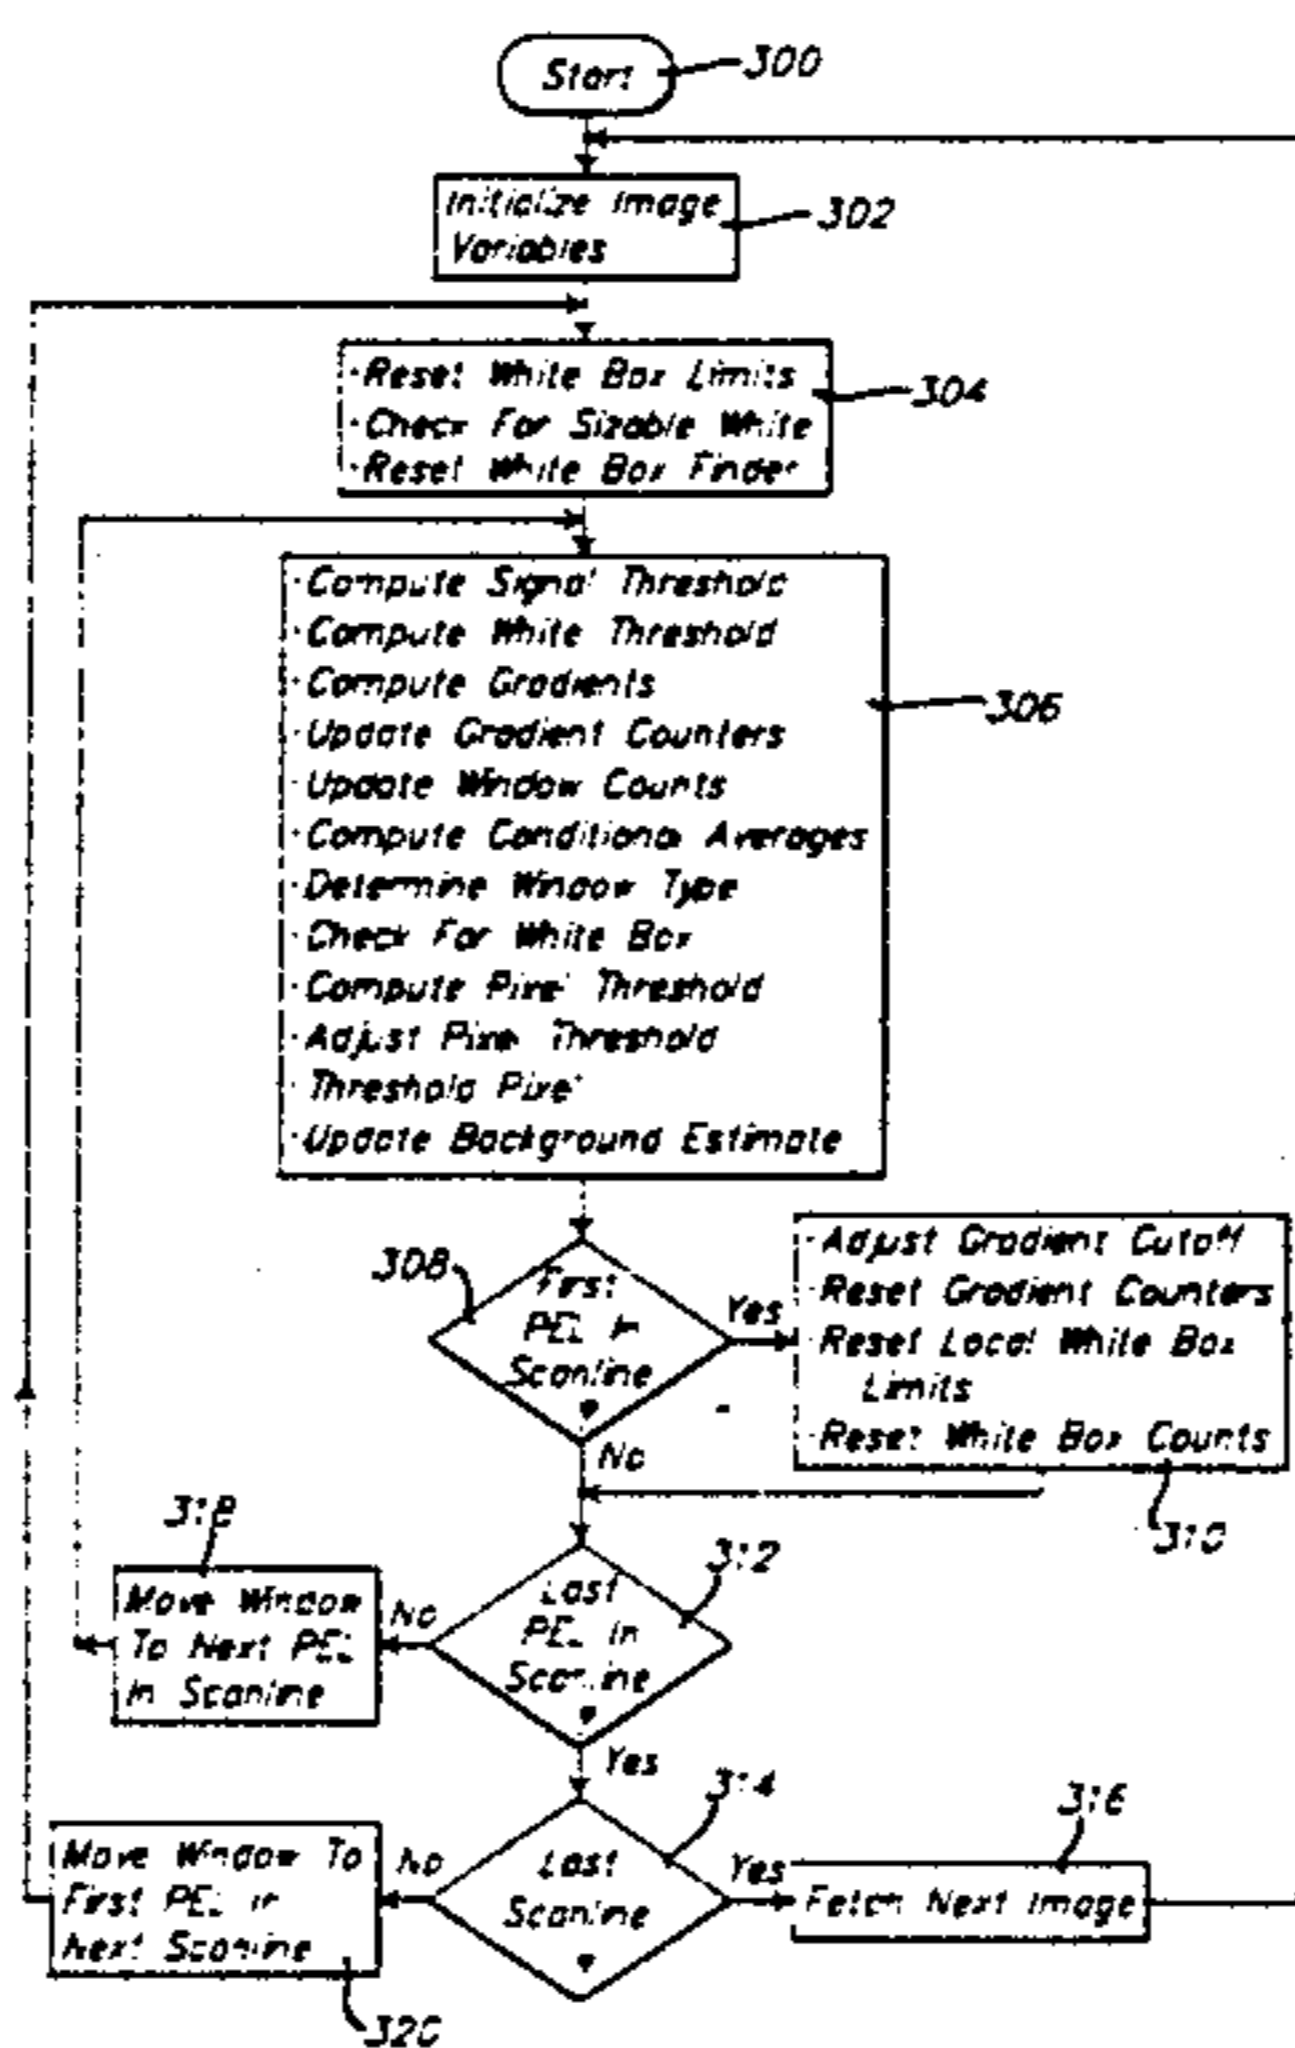 Start
300
Initialize Image
Variables
302
·Reset White Box Limits
·Check For Sizable White
·Reset White Box Finder
304
·Compute Signal Threshold
·Compute White Threshold
·Compute Gradients
·Update Gradient Counters
·Update Window Counts
·Compute Conditional Averages
·Determine Window Type
·Check For White Box
·Compute Pixel Threshold
·Adjust Pixel Threshold
·Threshold Pixel
·Update Background Estimate
306
308
First
PEL In
Scanline
?
Yes
No
·Adjust Gradient Cutoff
·Reset Gradient Counters
·Reset Local White Box
Limits
·Reset White Box Counts
310
318
Move Window
To Next PEL
In Scanline
No
312
Last
PEL In
Scanline
?
Yes
314
316
Move Window To
First PEL In
Next Scanline
No
Last
Scanline
?
Yes
Fetch Next Image
320